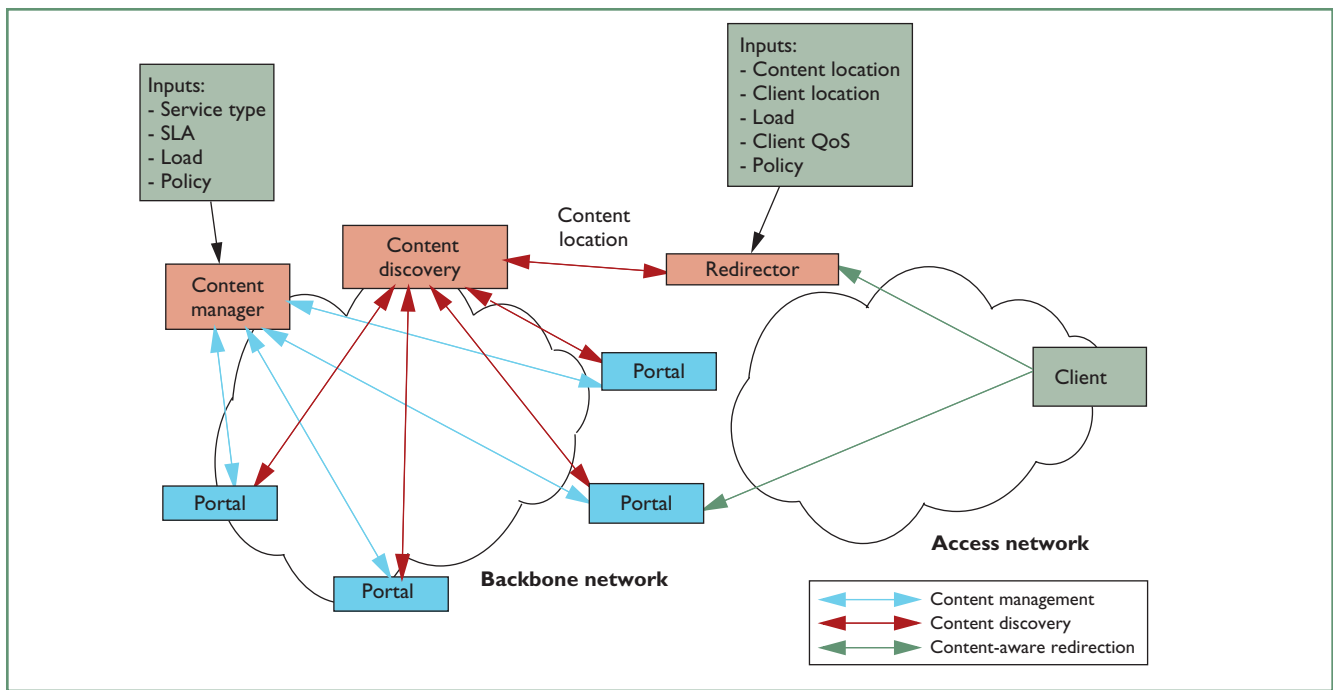 Inputs:
- Service type
- SLA
- Load
- Policy
Inputs:
- Content location
- Client location
- Load
- Client QoS
- Policy
Content
location
Content
discovery
Redirector
Content
manager
Portal
Client
Portal
Portal
Portal
Access network
Backbone network
Content management
Content discovery
Content-aware redirection